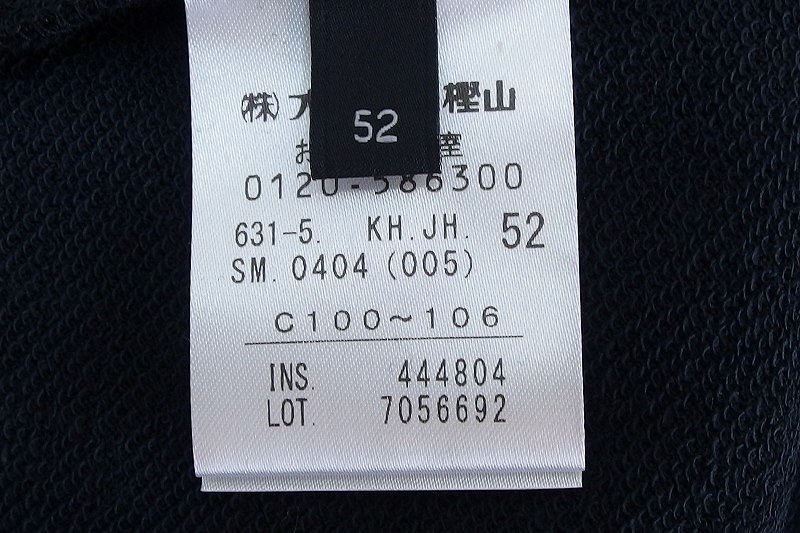 52
㈱ 樫山
0120-586300
631-5. KH.JH. 52
SM. 0404 (005)
C100～106
INS. 444804
LOT. 7056692